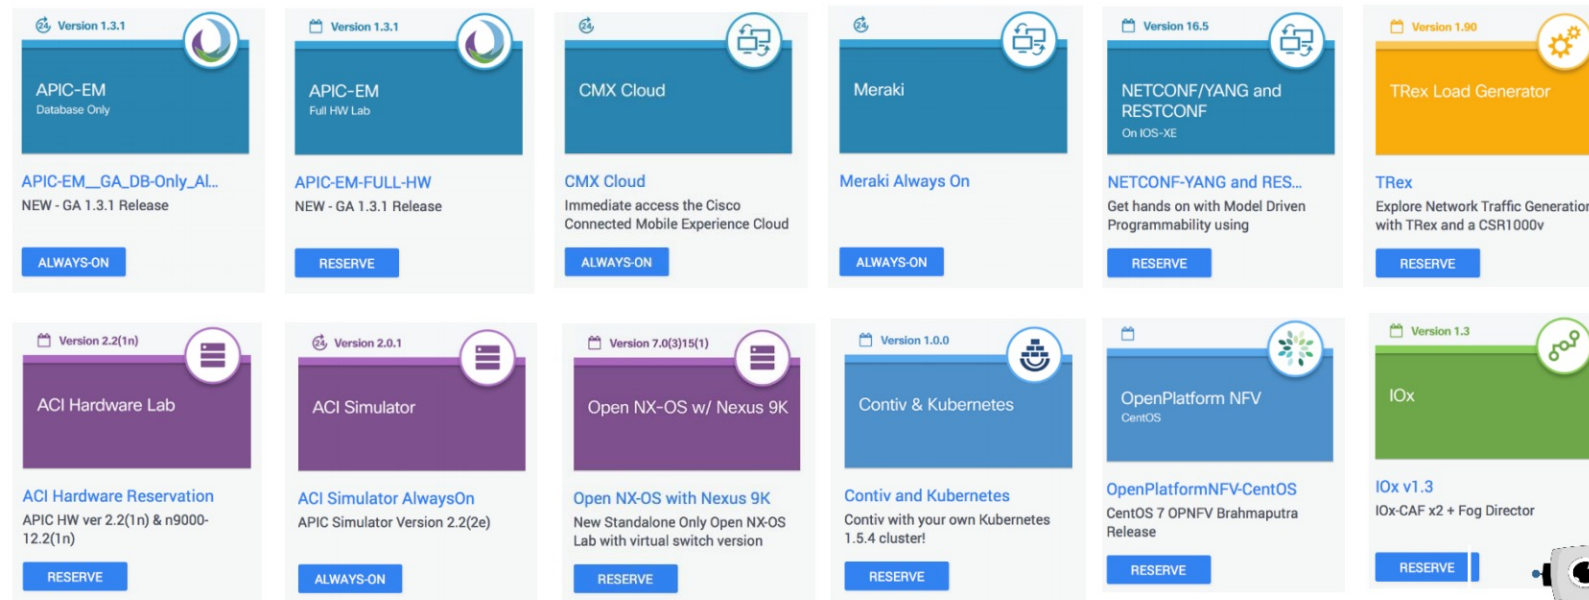 Version 1.3.1
APIC-EM
Database Only
APIC-EM__GA_DB-Only_Al...
NEW - GA 1.3.1 Release
ALWAYS-ON
Version 1.3.1
APIC-EM
Full HW Lab
APIC-EM-FULL-HW
NEW - GA 1.3.1 Release
RESERVE
CMX Cloud
CMX Cloud
Immediate access the Cisco
Connected Mobile Experience Cloud
ALWAYS-ON
Meraki
Meraki Always On
ALWAYS-ON
Version 16.5
NETCONF/YANG and
RESTCONF
On IOS-XE
NETCONF-YANG and RES...
Get hands on with Model Driven
Programmability using
RESERVE
Version 1.90
TRex Load Generator
TRex
Explore Network Traffic Generation
with TRex and a CSR1000v
RESERVE
Version 2.2(1n)
ACI Hardware Lab
ACI Hardware Reservation
APIC HW ver 2.2(1n) & n9000-
12.2(1n)
RESERVE
24
Version 2.0.1
ACI Simulator
ACI Simulator AlwaysOn
APIC Simulator Version 2.2(2e)
ALWAYS-ON
Version 7.0(3)15(1)
Open NX-OS w/ Nexus 9K
Open NX-OS with Nexus 9K
New Standalone Only Open NX-OS
Lab with virtual switch version
RESERVE
Version 1.0.0
Contiv & Kubernetes
Contiv and Kubernetes
Contiv with your own Kubernetes
1.5.4 cluster!
RESERVE
OpenPlatform NFV
CentOS
OpenPlatformNFV-CentOS
CentOS 7 OPNFV Brahmaputra
Release
RESERVE
Version 1.3
IOx
IOx v1.3
IOx-CAF x2 + Fog Director
RESERVE